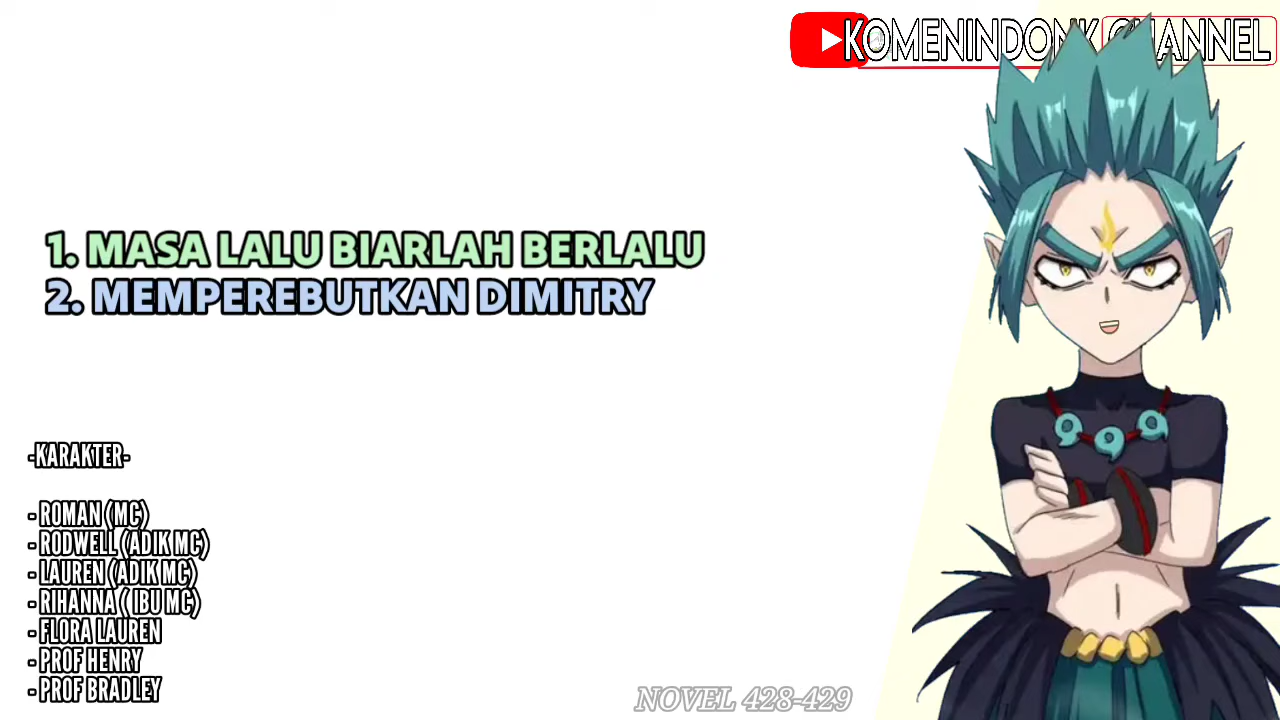 KOMENINDONK CHANNEL
1. MASA LALU BIARLAH BERLALU
2. MEMPEREBUTKAN DIMITRY
-KARAKTER-
- ROMAN (MC)
- RODWELL (ADIK MC)
- LAUREN (ADIK MC)
- RIHANNA ( IBU MC)
- FLORA LAUREN
- PROF HENRY
- PROF BRADLEY
NOVEL 428-429